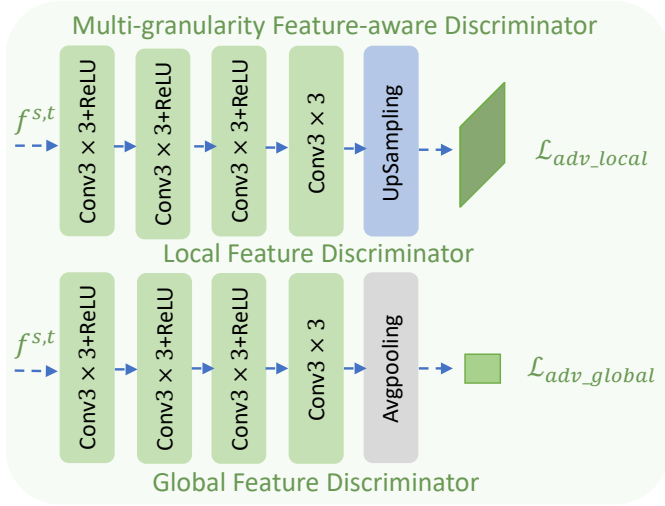 Multi-granularity Feature-aware Discriminator
f^{s,t}
Conv3 × 3+ReLU
Conv3 × 3+ReLU
Conv3 × 3+ReLU
Conv3 × 3
UpSampling
ℒ_{adv_local}
Local Feature Discriminator
f^{s,t}
Conv3 × 3+ReLU
Conv3 × 3+ReLU
Conv3 × 3+ReLU
Conv3 × 3
Avgpooling
ℒ_{adv_global}
Global Feature Discriminator